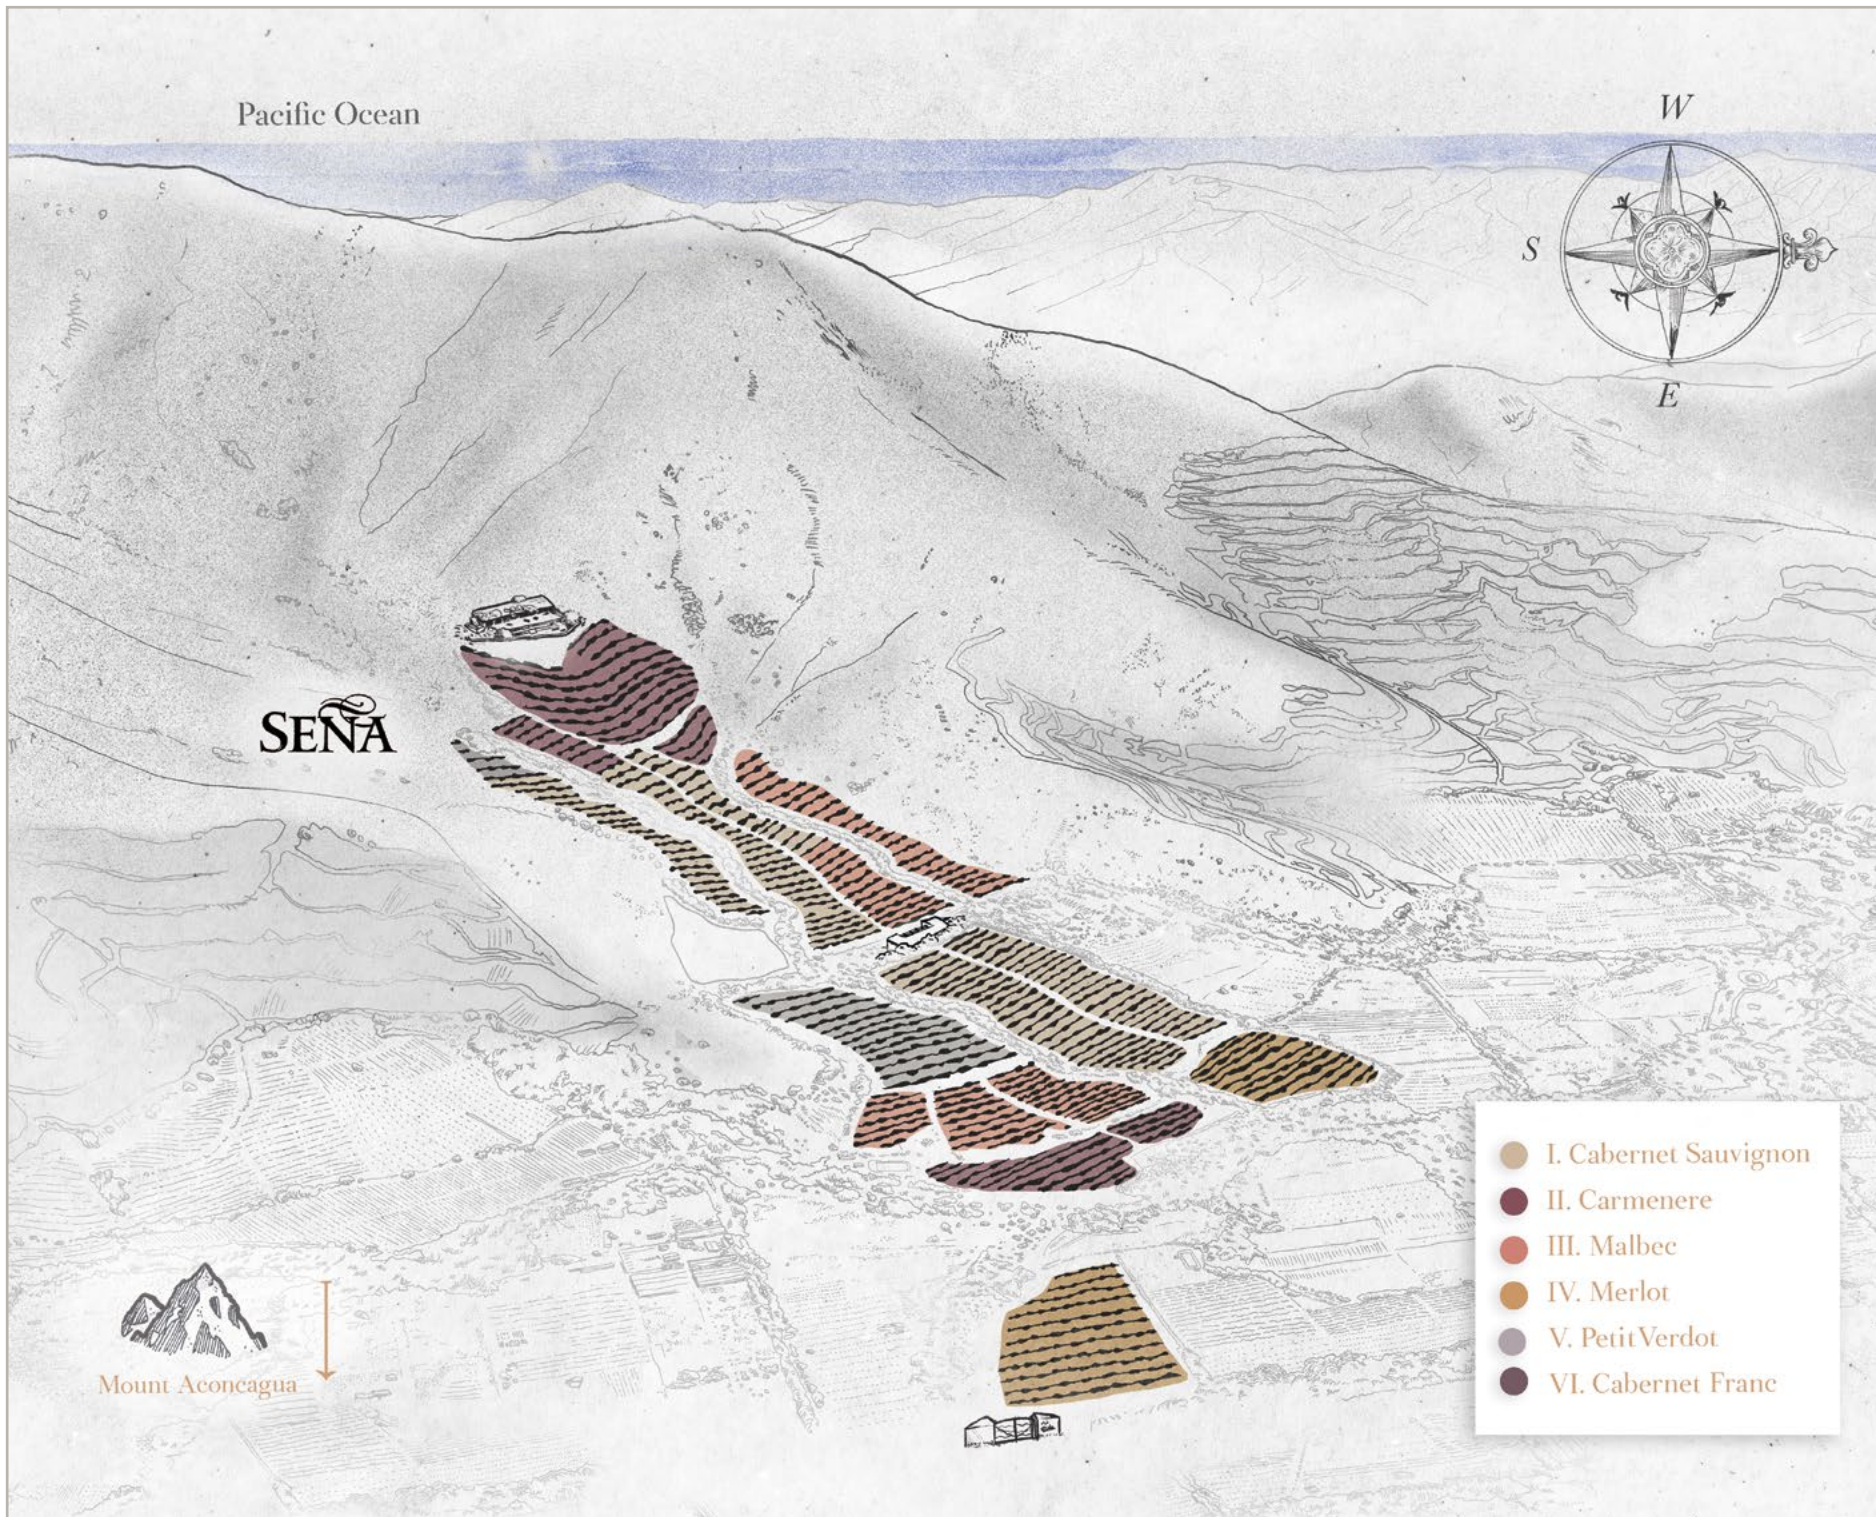 Pacific Ocean
W
S
E
SEÑA
I. Cabernet Sauvignon
II. Carmenere
III. Malbec
IV. Merlot
V. Petit Verdot
VI. Cabernet Franc
Mount Aconcagua